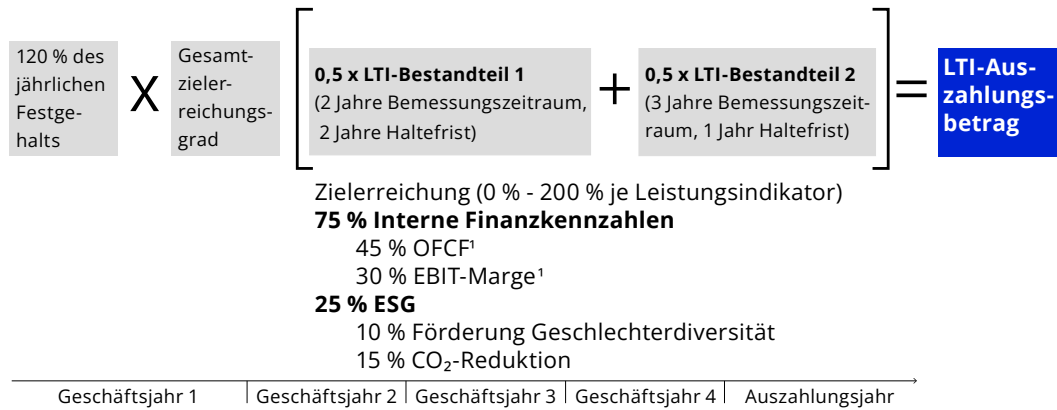 120 % des
jährlichen
Festge-
halts
X
Gesamt-
zieler-
reichungs-
grad
0,5 x LTI-Bestandteil 1
(2 Jahre Bemessungszeitraum,
2 Jahre Haltefrist)
+
0,5 x LTI-Bestandteil 2
(3 Jahre Bemessungszeit-
raum, 1 Jahr Haltefrist)
=
LTI-Aus-
zahlungs-
betrag
Zielerreichung (0 % - 200 % je Leistungsindikator)
75 % Interne Finanzkennzahlen
45 % OFCF¹
30 % EBIT-Marge¹
25 % ESG
10 % Förderung Geschlechterdiversität
15 % CO₂-Reduktion
Geschäftsjahr 1 | Geschäftsjahr 2 | Geschäftsjahr 3 | Geschäftsjahr 4 | Auszahlungsjahr